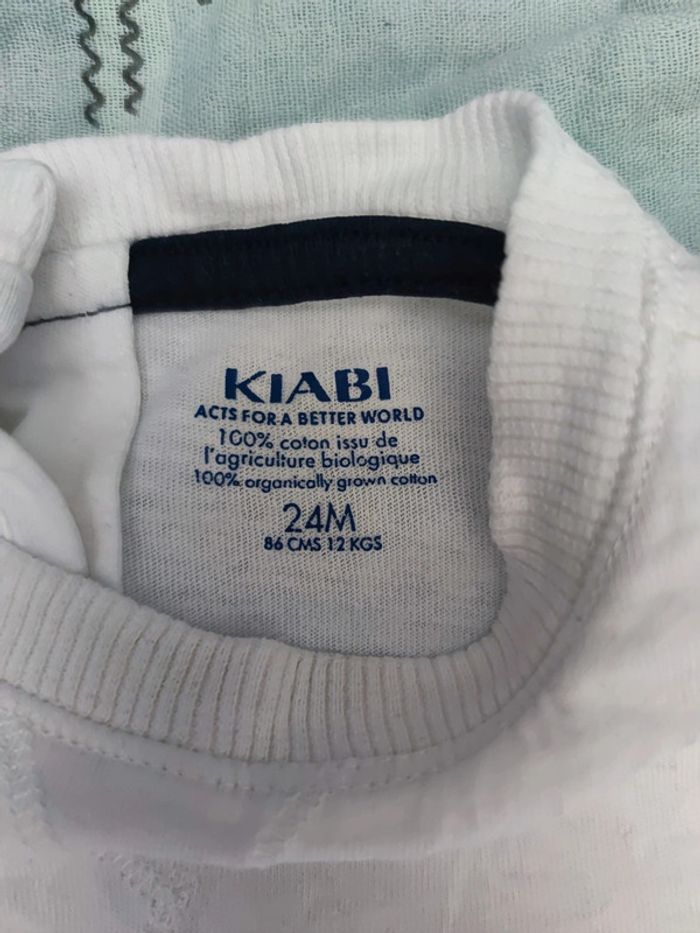 KIABI
ACTS FOR A BETTER WORLD
100% coton issu de
l'agriculture biologique
100% organically grown cotton
24M
86 CMS 12 KGS